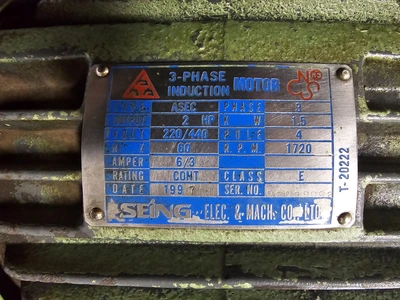 3-PHASE
INDUCTION MOTOR
ASEC PHASE 3
2 HP K W 1.5
220/440 POLE 4
60 R.P.M. 1720
AMPER 6/3
RATING CONT CLASS E
DATE 199 SER.NO.
SEING ELEC. & MACH. CO., LTD.
T-20222